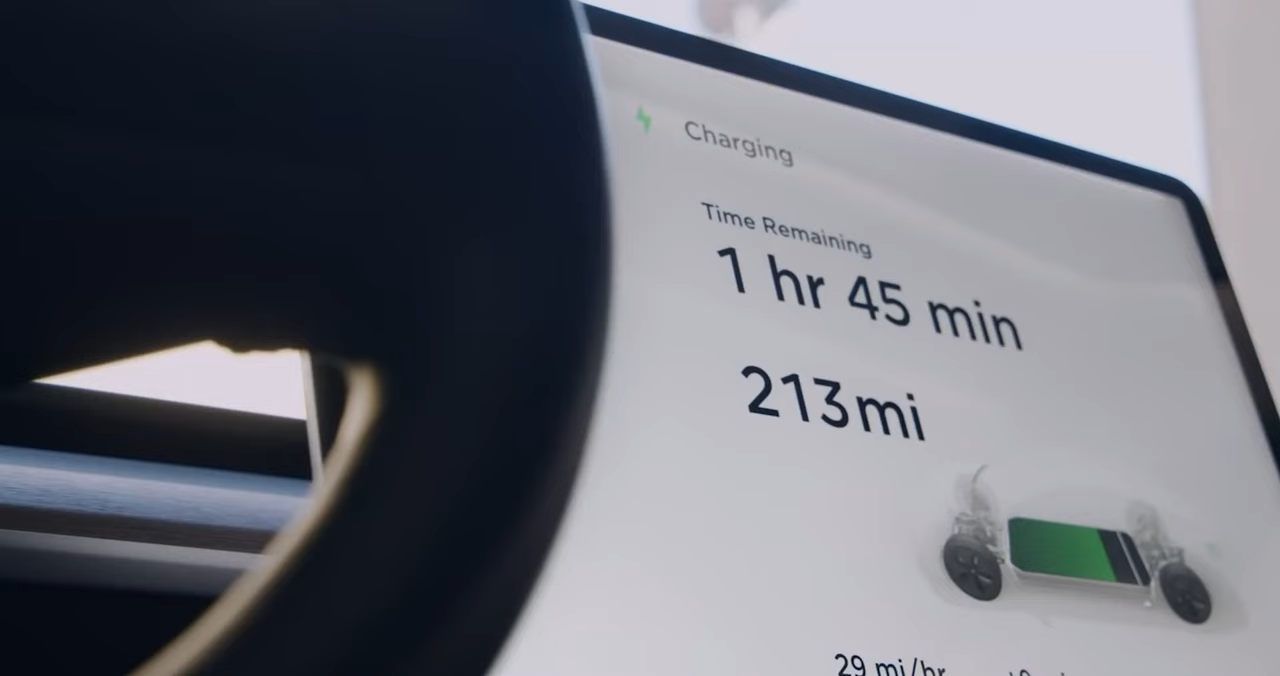 Charging
Time Remaining
1 hr 45 min
213mi
29 mi/hr